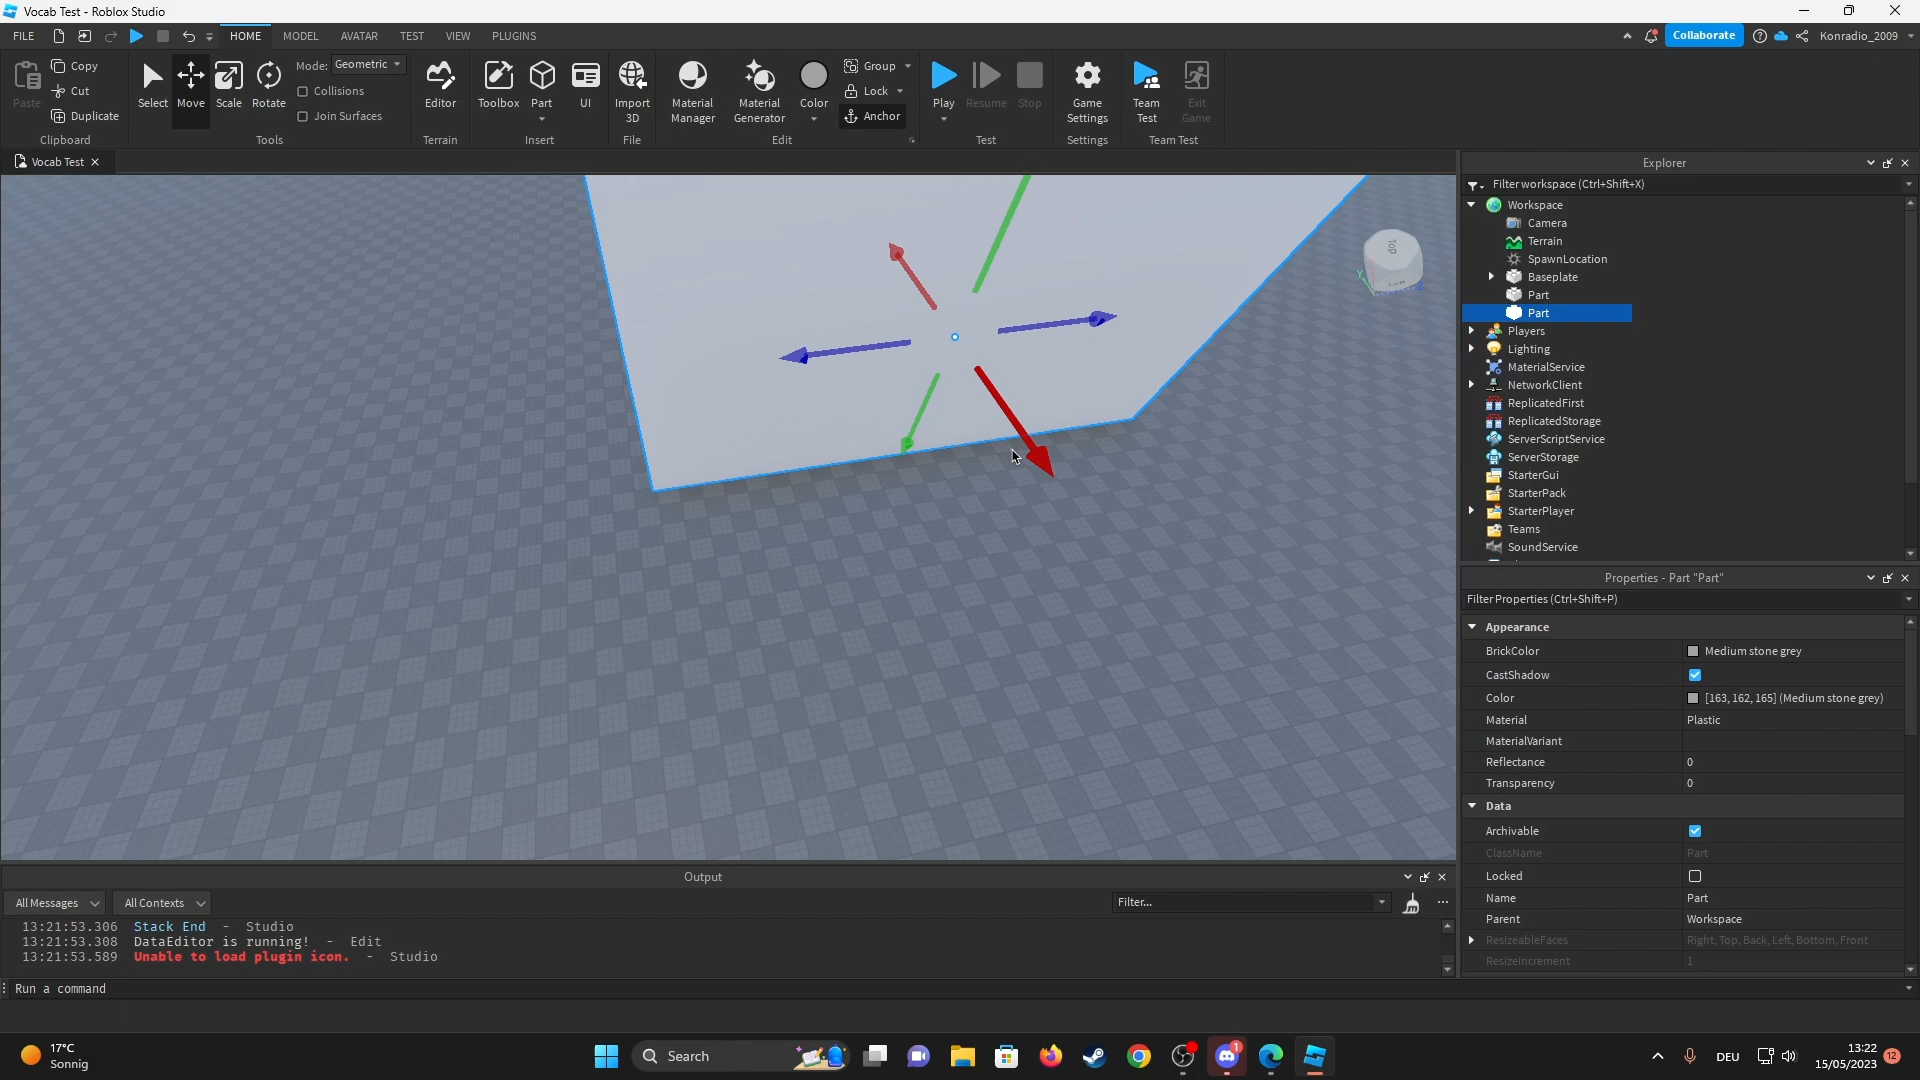 Vocab Test - Roblox Studio
FILE HOME MODEL AVATAR TEST VIEW PLUGINS Collaborate Konradio_2009
Paste Copy Cut Duplicate Clipboard
Select Move Scale Rotate Mode: Geometric Collisions Join Surfaces Tools
Editor Terrain
Toolbox Part UI Insert
Import 3D File
Material Manager Material Generator Color Group Lock Anchor Edit
Play Resume Stop Test
Game Settings Settings
Team Test Exit Game Team Test
Vocab Test
Top
Explorer
Filter workspace (Ctrl+Shift+X)
Workspace
Camera
Terrain
SpawnLocation
Baseplate
Part
Part
Players
Lighting
MaterialService
NetworkClient
ReplicatedFirst
ReplicatedStorage
ServerScriptService
ServerStorage
StarterGui
StarterPack
StarterPlayer
Teams
SoundService
Properties - Part "Part"
Filter Properties (Ctrl+Shift+P)
Appearance
BrickColor Medium stone grey
CastShadow
Color [163, 162, 165] (Medium stone grey)
Material Plastic
MaterialVariant
Reflectance 0
Transparency 0
Data
Archivable
ClassName Part
Locked
Name Part
Parent Workspace
ResizeableFaces Right, Top, Back, Left, Bottom, Front
ResizeIncrement 1
Output
All Messages All Contexts Filter...
13:21:53.306 Stack End - Studio
13:21:53.308 DataEditor is running! - Edit
13:21:53.589 Unable to load plugin icon. - Studio
Run a command
17°C
Sonnig
Search
1
DEU
13:22
15/05/2023
12